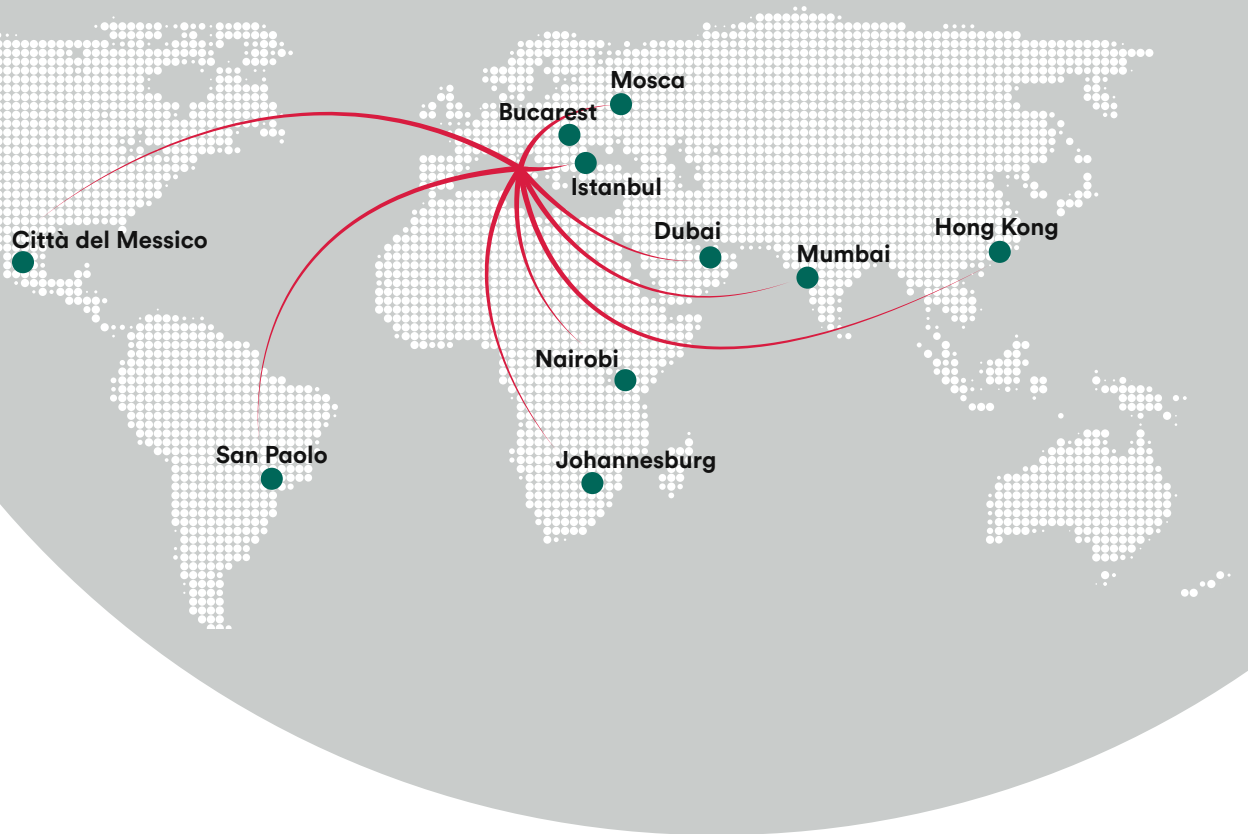 Mosca
Bucarest
Istanbul
Dubai
Hong Kong
Città del Messico
Mumbai
Nairobi
San Paolo
Johannesburg